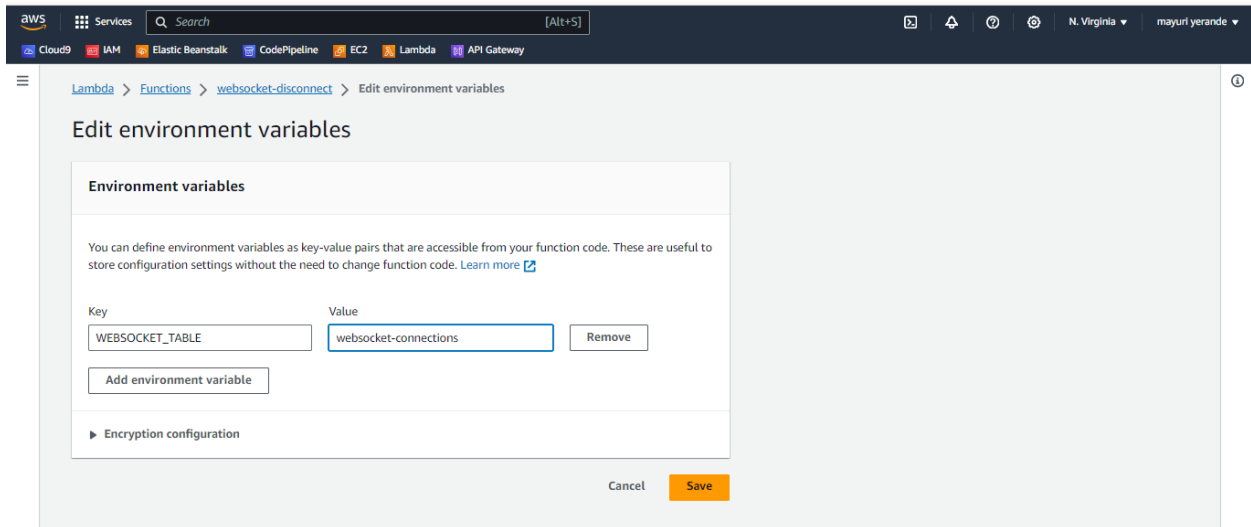 aws Services Search [Alt+S] N. Virginia mayuri yerande
Cloud9 IAM Elastic Beanstalk CodePipeline EC2 Lambda API Gateway
Lambda Functions websocket-disconnect Edit environment variables
Edit environment variables
Environment variables
You can define environment variables as key-value pairs that are accessible from your function code. These are useful to
store configuration settings without the need to change function code. Learn more
Key Value
WEBSOCKET_TABLE websocket-connections Remove
Add environment variable
Encryption configuration
Cancel Save